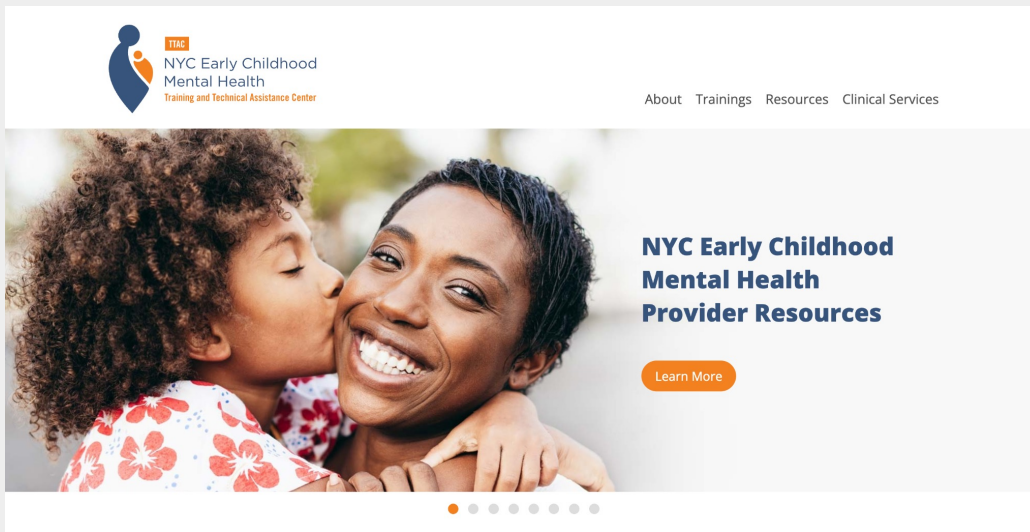 TTAC
NYC Early Childhood
Mental Health
Training and Technical Assistance Center
About Trainings Resources Clinical Services
NYC Early Childhood
Mental Health
Provider Resources
Learn More